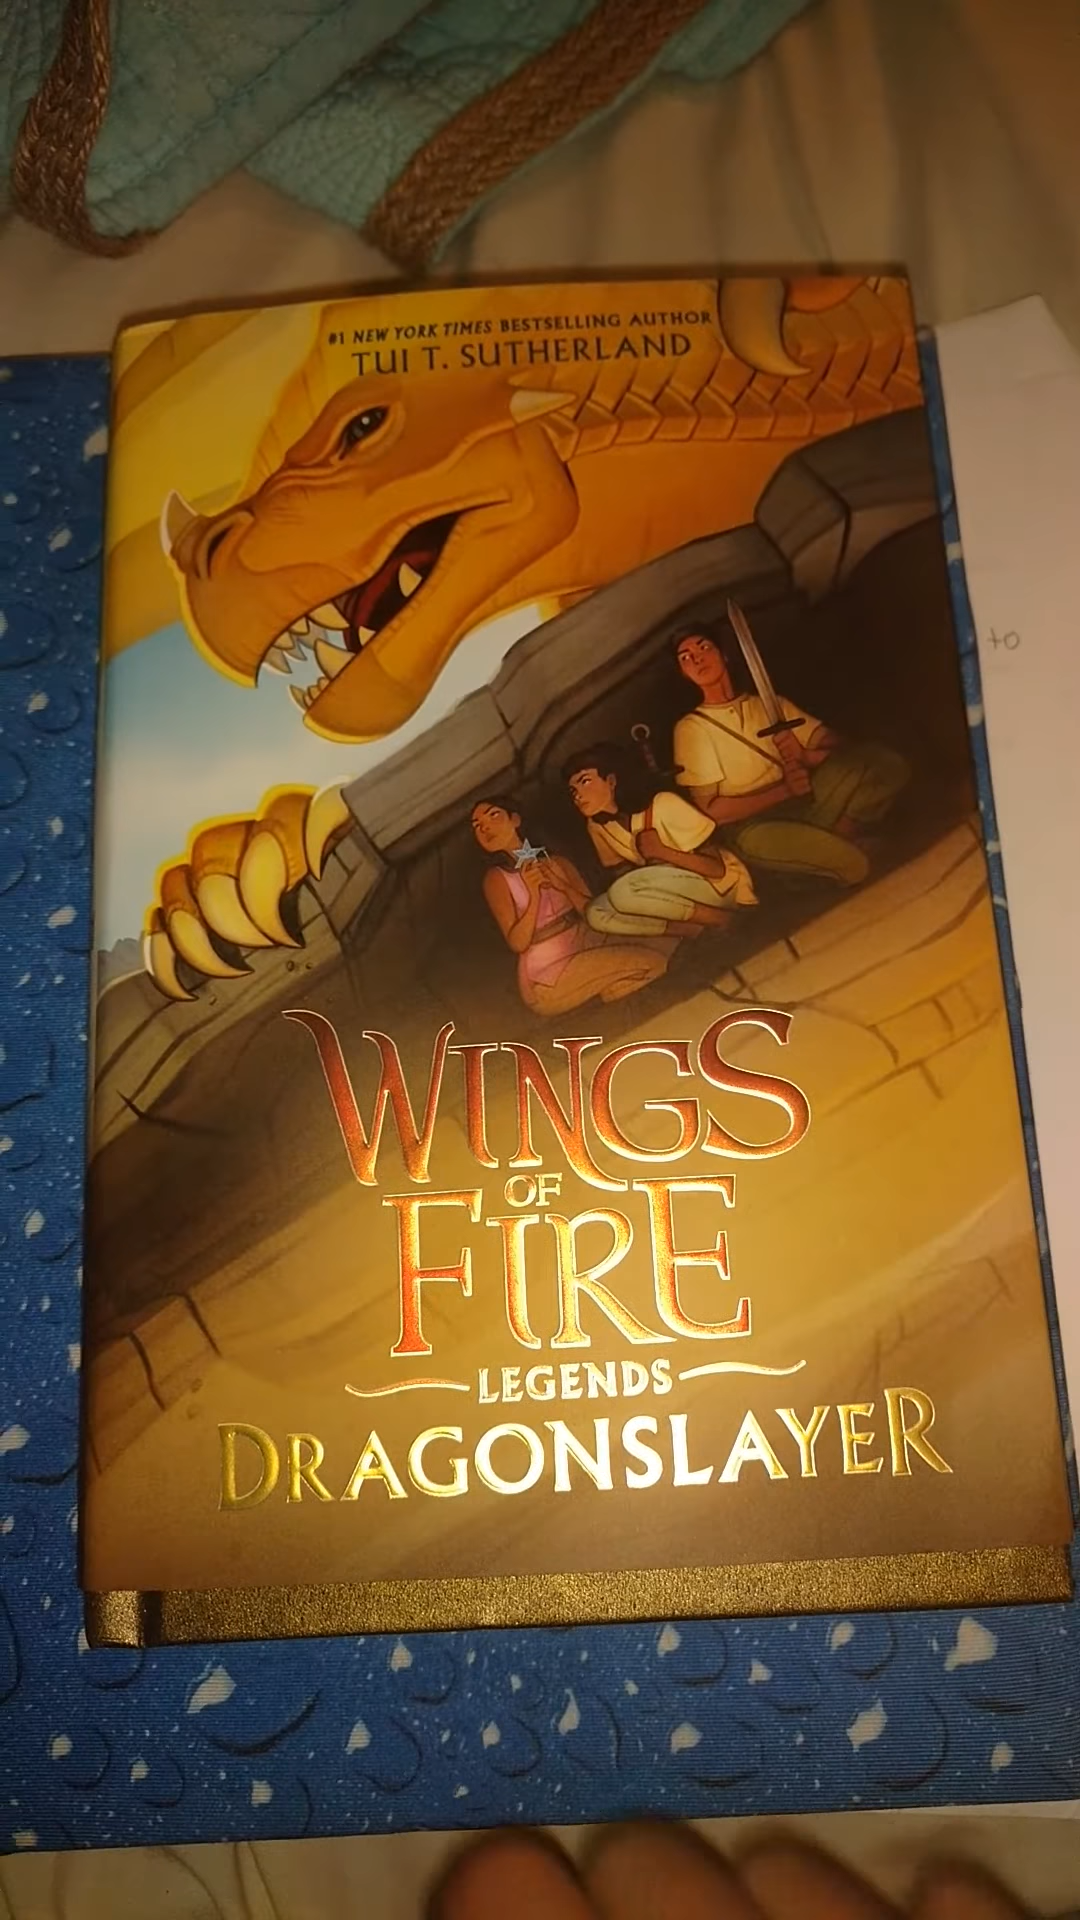 #1 NEW YORK TIMES BESTSELLING AUTHOR
TUI T. SUTHERLAND
to
WINGS
OF
FIRE
LEGENDS
DRAGONSLAYER